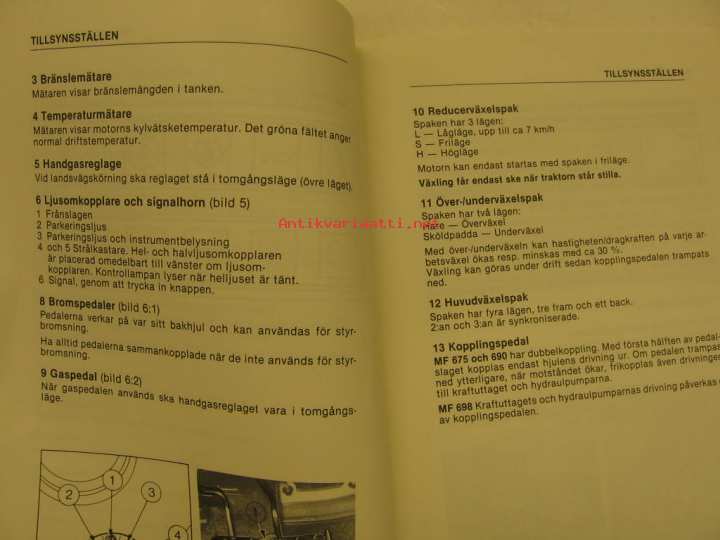 TILLSYNSSTÄLLEN
3 Bränslemätare
Mätaren visar bränslemängden i tanken.
4 Temperaturmätare
Mätaren visar motorns kylvätsketemperatur. Det gröna fältet anger
normal driftstemperatur.
5 Handgasreglage
Vid landsvägskörning ska reglaget stå i tomgångsläge (övre läget).
6 Ljusomkopplare och signalhorn (bild 5)
1 Frånslagen
2 Parkeringsljus
3 Parkeringsljus och instrumentbelysning
4 och 5 Strålkastare. Hel- och halvljusomkopplaren
är placerad omedelbart till vänster om ljusom-
kopplaren. Kontrollampan lyser när helljuset är tänt.
6 Signal, genom att trycka in knappen.
8 Bromspedaler (bild 6:1)
Pedalerna verkar på var sitt bakhjul och kan användas för styr-
bromsning.
Ha alltid pedalerna sammankopplade när de inte används för styr-
bromsning.
9 Gaspedal (bild 6:2)
När gaspedalen används ska handgasreglaget vara i tomgångs-
läge.
1
2
3
4
1
TILLSYNSSTÄLLEN
10 Reducerväxelspak
Spaken har 3 lägen:
L — Lågläge, upp till ca 7 km/h
S — Friläge
H — Högläge
Motorn kan endast startas med spaken i friläge.
Växling får endast ske när traktorn står stilla.
11 Över-/underväxelspak
Spaken har två lägen:
Hare — Överväxel
Sköldpadda — Underväxel
Med över-/underväxeln kan hastigheten/dragkraften på varje ar-
betsväxel ökas resp. minskas med ca 30 %.
Växling kan göras under drift sedan kopplingspedalen trampats
ned.
12 Huvudväxelspak
Spaken har fyra lägen, tre fram och ett back.
2:an och 3:an är synkroniserade.
13 Kopplingspedal
MF 675 och 690 har dubbelkoppling. Med första hälften av pedal-
slaget kopplas endast hjulens drivning ur. Om pedalen trampas
ned ytterligare, när motståndet ökar, frikopplas även drivningen
till kraftuttaget och hydraulpumparna.
MF 698 Kraftuttagets och hydraulpumparnas drivning påverkas
av kopplingspedalen.
Antikvariaatti.net